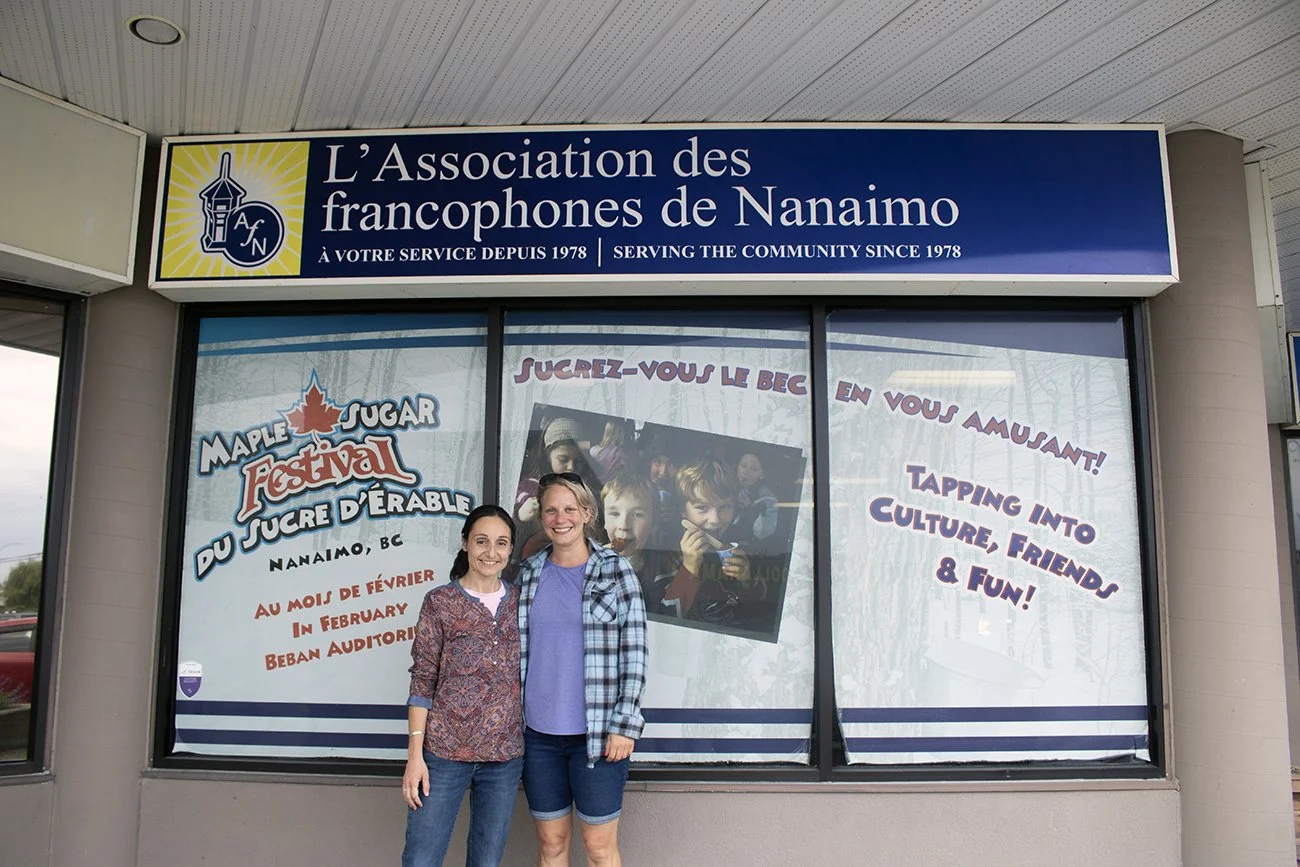 L'Association des
francophones de Nanaimo
À VOTRE SERVICE DEPUIS 1978 | SERVING THE COMMUNITY SINCE 1978
AfN
MAPLE SUGAR
Festival
DU SUCRE D'ÉRABLE
NANAIMO, BC
AU MOIS DE FÉVRIER
IN FEBRUARY
BEBAN
SUCREZ-VOUS LE BEC EN VOUS AMUSANT!
TAPPING INTO
CULTURE, FRIENDS
& FUN!